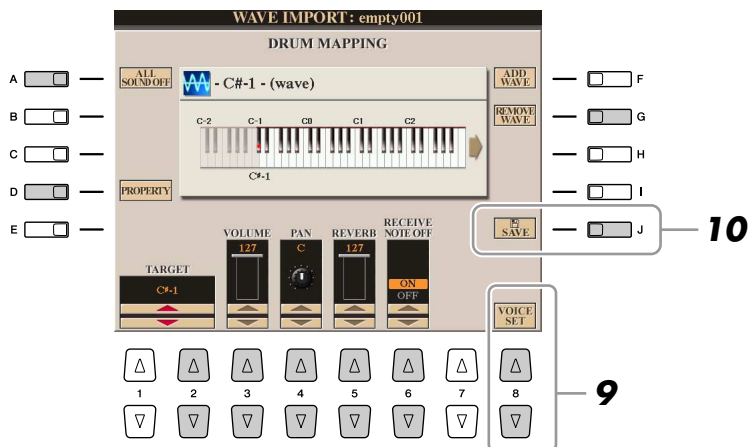 WAVE IMPORT: empty001
DRUM MAPPING
A
ALL
SOUND OFF
- C#-1 - (wave)
ADD
WAVE
F
B
REMOVE
WAVE
G
C-2 C-1 C0 C1 C2
C
H
C#-1
D
PROPERTY
I
E
SAVE
J
10
VOLUME PAN REVERB RECEIVE
NOTE OFF
127 C 127
TARGET
C#-1
ON
OFF
VOICE
SET
1 2 3 4 5 6 7 8
9